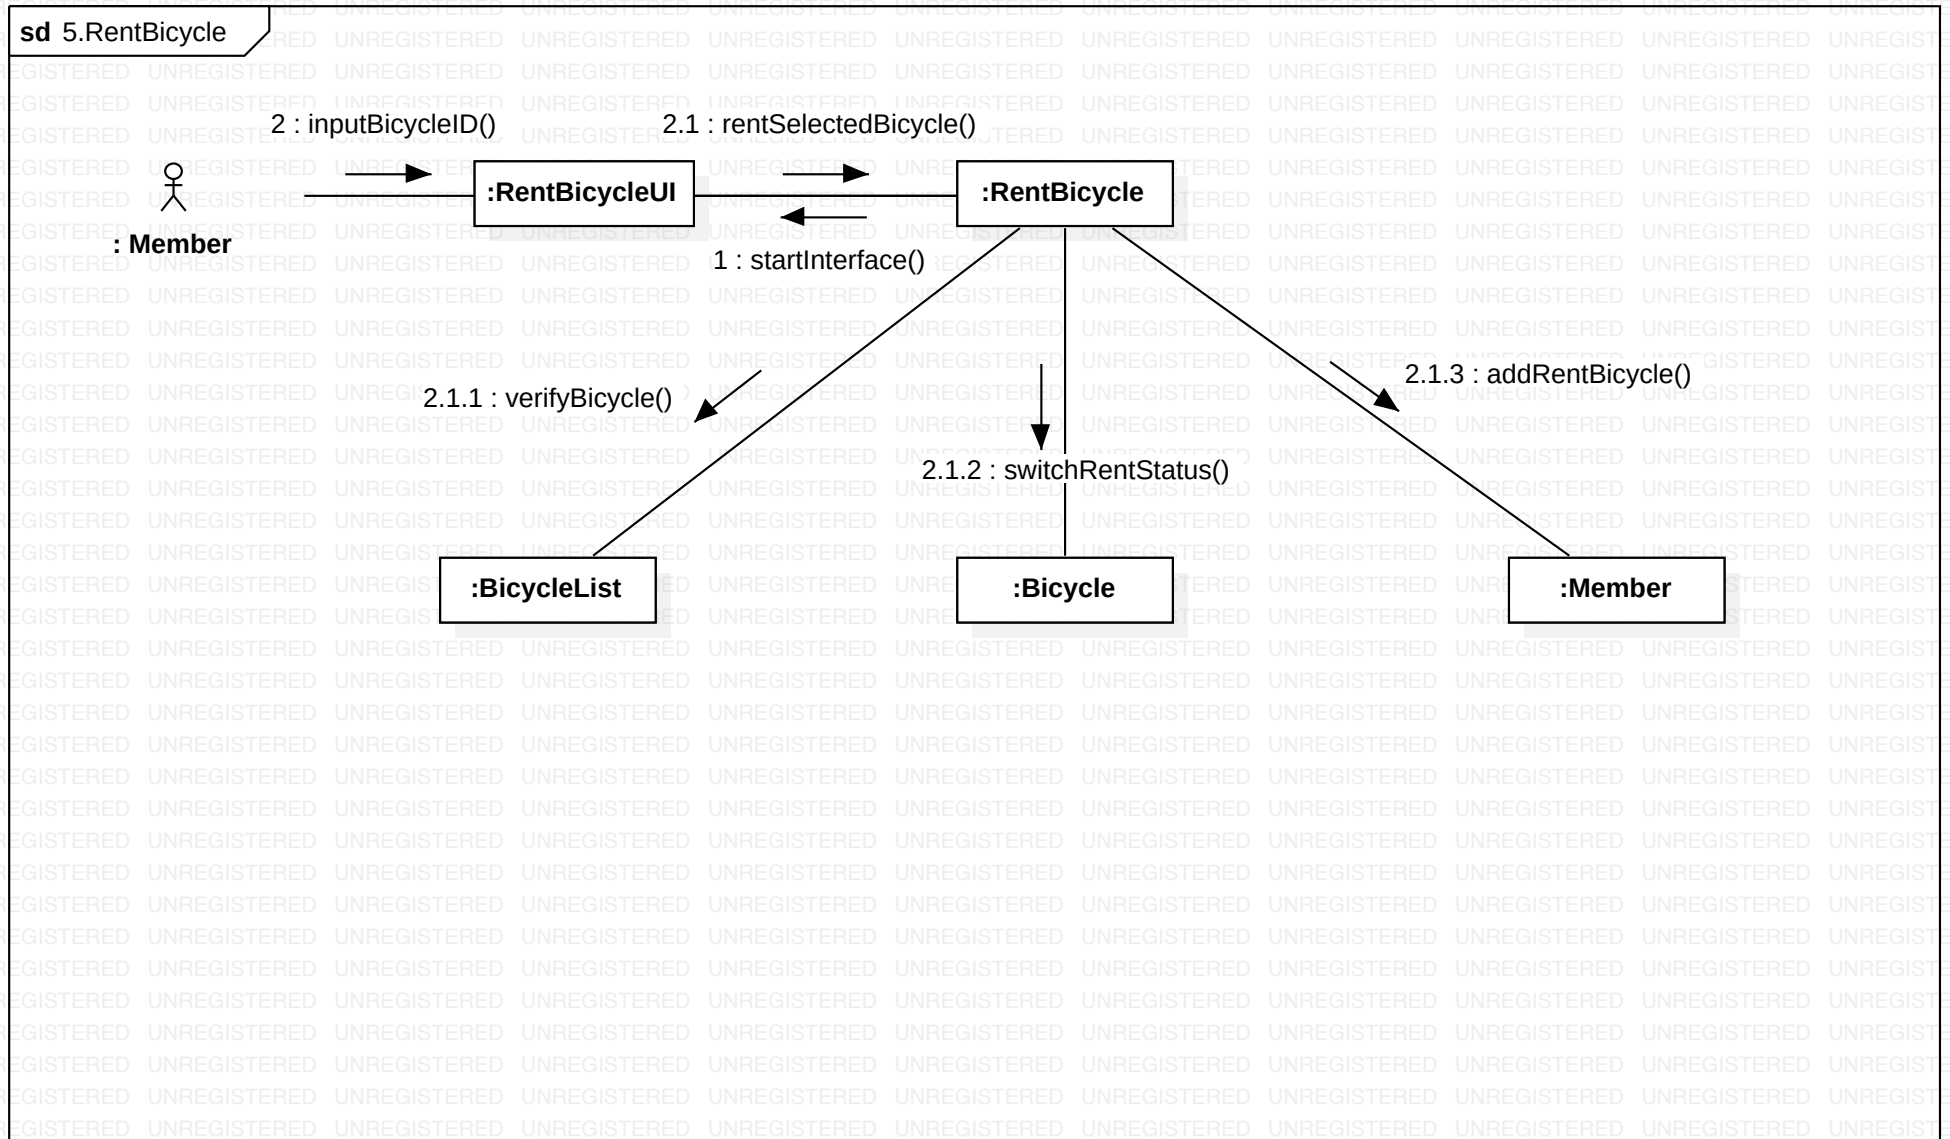 sd 5.RentBicycle
2 : inputBicycleID()
2.1 : rentSelectedBicycle()
:RentBicycleUI
:RentBicycle
: Member
1 : startInterface()
2.1.1 : verifyBicycle()
2.1.3 : addRentBicycle()
2.1.2 : switchRentStatus()
:BicycleList
:Bicycle
:Member
UNREGISTERED